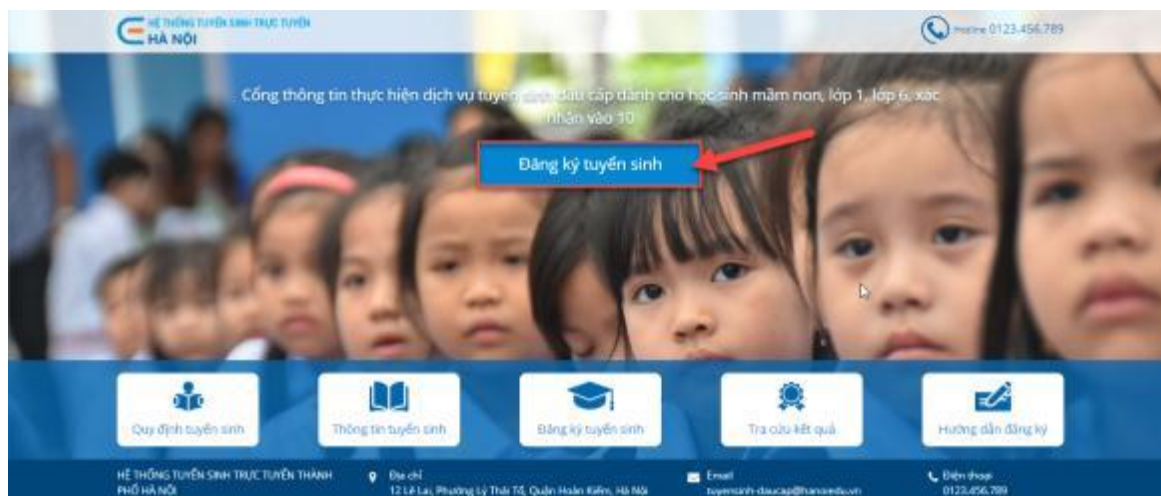 HỆ THỐNG TUYỂN SINH TRỰC TUYẾN
HÀ NỘI
Hotline 0123.456.789
Cổng thông tin thực hiện dịch vụ tuyển sinh đầu cấp dành cho học sinh mầm non, lớp 1, lớp 6, xác
nhận vào 10
Đăng ký tuyển sinh
Quy định tuyển sinh
Thông tin tuyển sinh
Đăng ký tuyển sinh
Tra cứu kết quả
Hướng dẫn đăng ký
HỆ THỐNG TUYỂN SINH TRỰC TUYẾN THÀNH
PHỐ HÀ NỘI
Địa chỉ
12 Lê Lai, Phường Lý Thái Tổ, Quận Hoàn Kiếm, Hà Nội
Email
tuyensinh-daucap@hanoiedu.vn
Điện thoại
0123.456.789